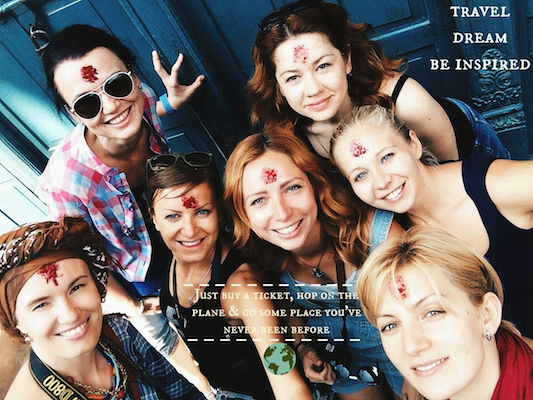 TRAVEL
DREAM
BE INSPIRED
JUST BUY A TICKET, HOP ON THE
PLANE & GO SOME PLACE YOU'VE
NEVER BEEN BEFORE
D800